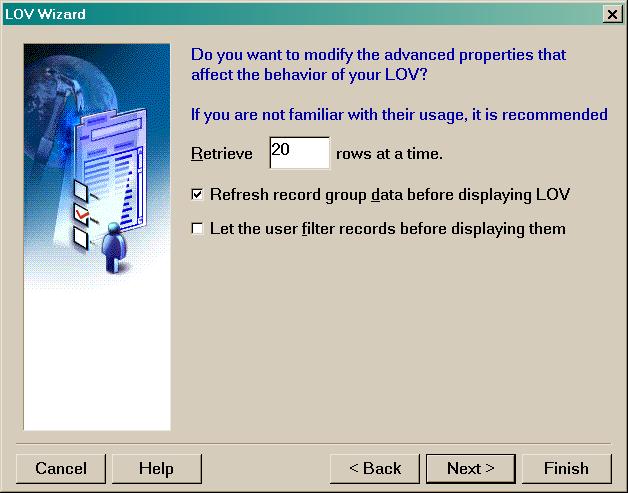 LOV Wizard
Do you want to modify the advanced properties that
affect the behavior of your LOV?
If you are not familiar with their usage, it is recommended
Retrieve 20 rows at a time.
Refresh record group data before displaying LOV
Let the user filter records before displaying them
Cancel Help < Back Next > Finish